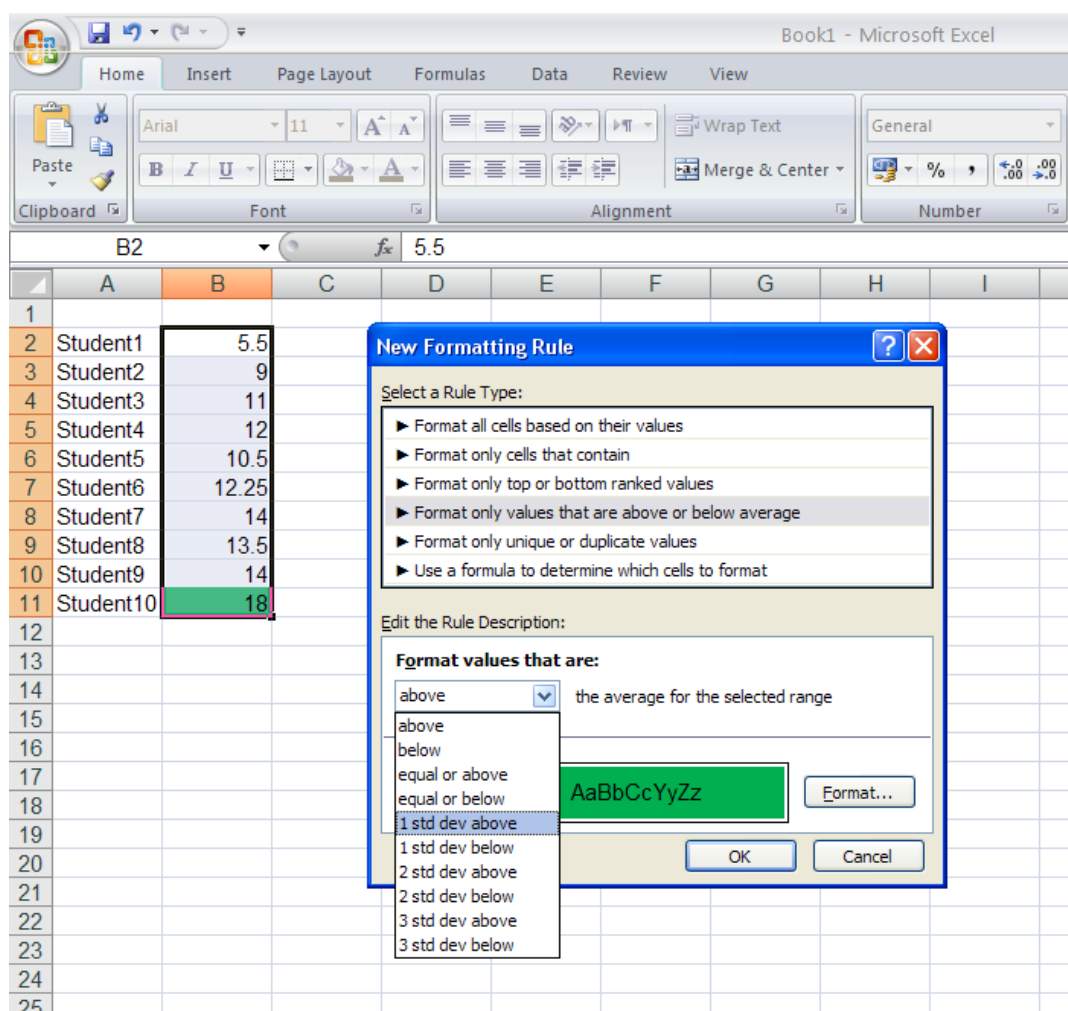 Book1 - Microsoft Excel
Home Insert Page Layout Formulas Data Review View
Arial 11 A A Wrap Text General
Paste B I U A Merge & Center % , .0 .00 .00 .0
Clipboard Font Alignment Number
B2 fx 5.5
A B C D E F G H I
1
2 Student1 5.5
3 Student2 9
4 Student3 11
5 Student4 12
6 Student5 10.5
7 Student6 12.25
8 Student7 14
9 Student8 13.5
10 Student9 14
11 Student10 18
12
13
14
15
16
17
18
19
20
21
22
23
24
25
New Formatting Rule
Select a Rule Type:
► Format all cells based on their values
► Format only cells that contain
► Format only top or bottom ranked values
► Format only values that are above or below average
► Format only unique or duplicate values
► Use a formula to determine which cells to format
Edit the Rule Description:
Format values that are:
above the average for the selected range
above
below
equal or above
equal or below
1 std dev above
1 std dev below
2 std dev above
2 std dev below
3 std dev above
3 std dev below
AaBbCcYyZz Format...
OK Cancel